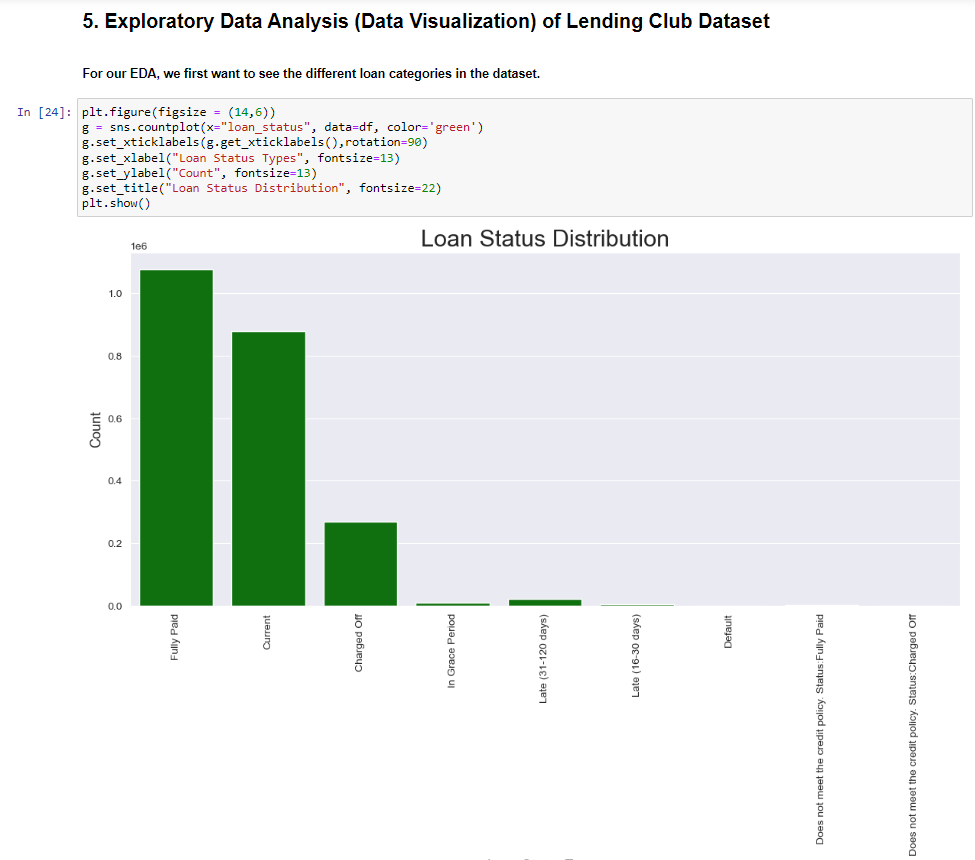 5. Exploratory Data Analysis (Data Visualization) of Lending Club Dataset
For our EDA, we first want to see the different loan categories in the dataset.
In [24]: plt.figure(figsize = (14,6))
g = sns.countplot(x="loan_status", data=df, color='green')
g.set_xticklabels(g.get_xticklabels(),rotation=90)
g.set_xlabel("Loan Status Types", fontsize=13)
g.set_ylabel("Count", fontsize=13)
g.set_title("Loan Status Distribution", fontsize=22)
plt.show()
Loan Status Distribution
1e6
1.0
0.8
0.6
0.4
0.2
0.0
Count
Fully Paid
Current
Charged Off
In Grace Period
Late (31-120 days)
Late (16-30 days)
Default
Does not meet the credit policy. Status:Fully Paid
Does not meet the credit policy. Status:Charged Off